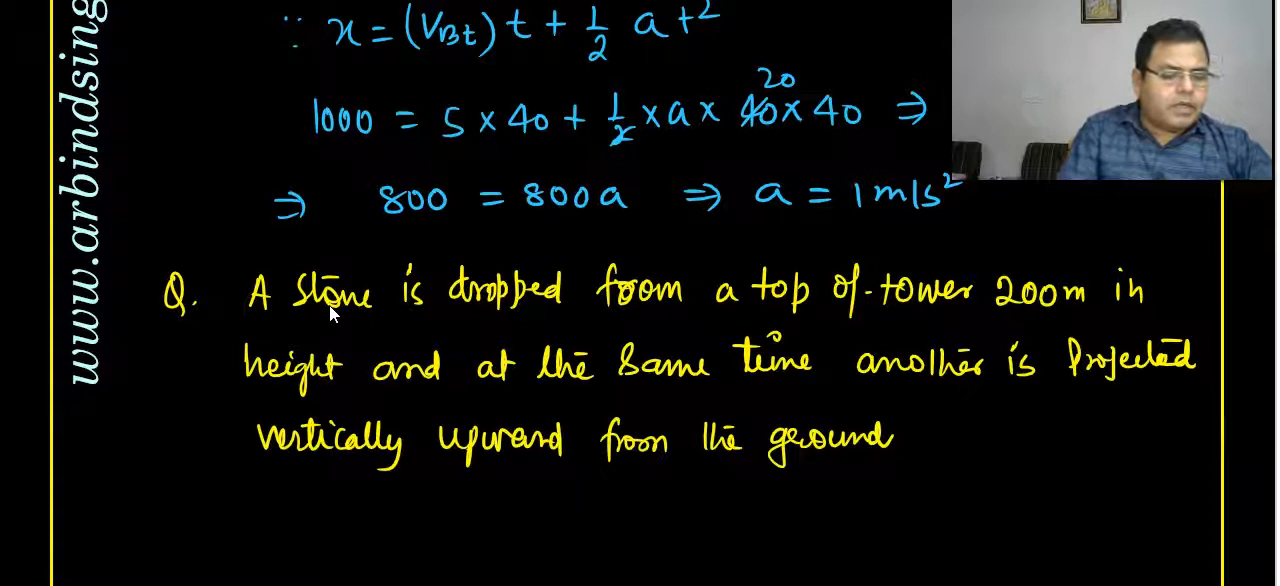 www.arbindsing
∵ x = (VBt) t + 1/2 a t²
20
1000 = 5 × 40 + 1/2 × a × 40 × 40 ⇒
⇒ 800 = 800a ⇒ a = 1 m/s²
Q. A stone is dropped from a top of tower 200m in
height and at the same time another is Projected
vertically upward from the ground